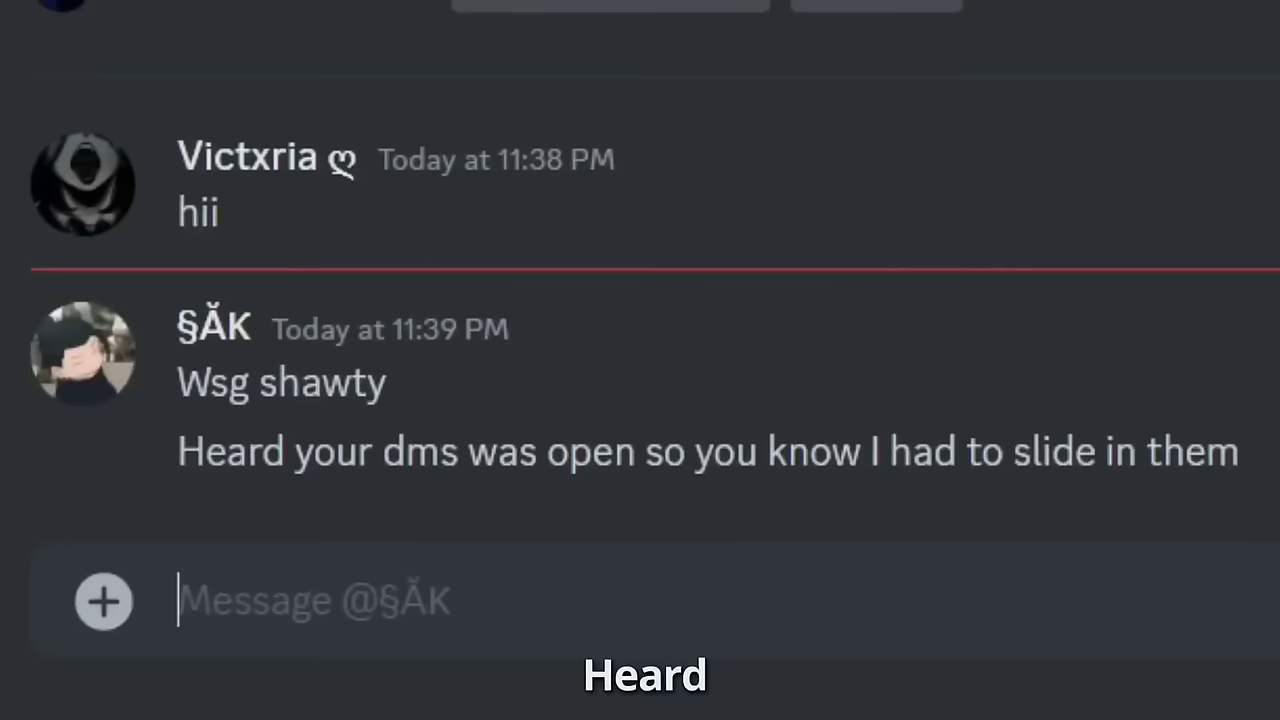 Victxria ღ Today at 11:38 PM
hii
§ĂK Today at 11:39 PM
Wsg shawty
Heard your dms was open so you know I had to slide in them
Message @§ĂK
Heard